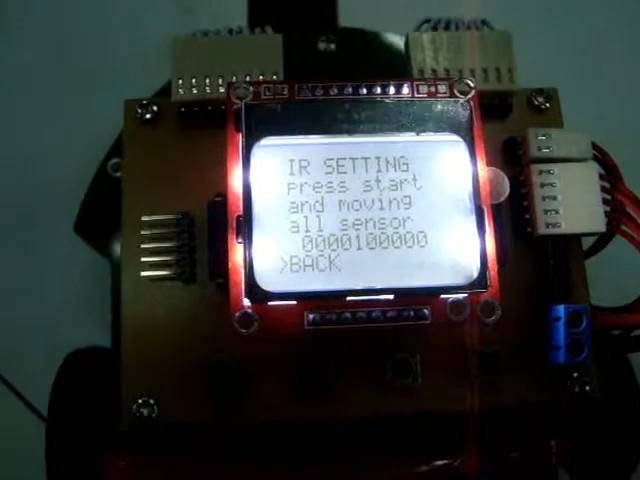 IR SETTING
press start
and moving
all sensor
0000100000
>BACK